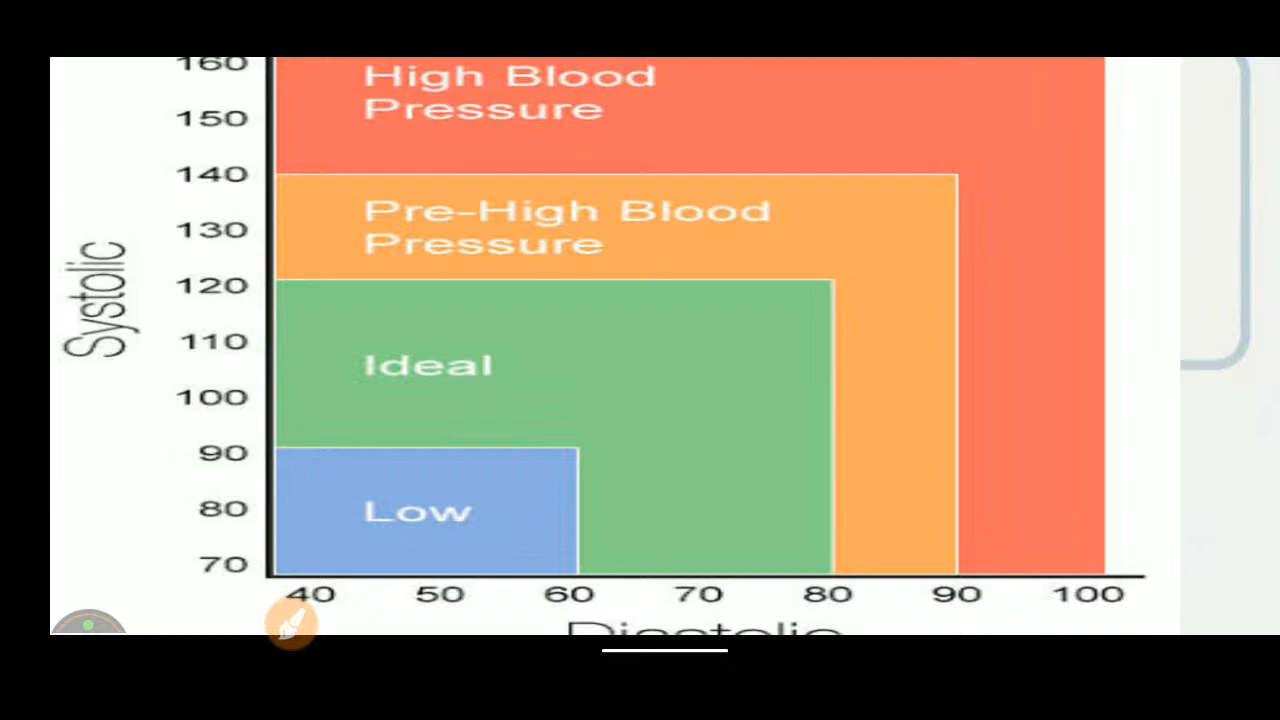 160
High Blood
Pressure
150
140
Pre-High Blood
Pressure
130
120
110
Ideal
100
90
Low
80
70
Systolic
40 50 60 70 80 90 100
Diastolic